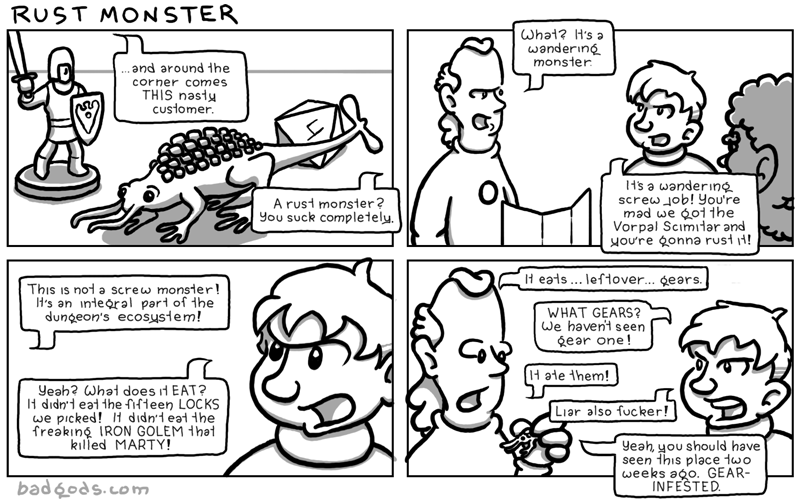 RUST MONSTER
...and around the
corner comes
THIS nasty
customer.
A rust monster?
You suck completely.
What? It's a
wandering
monster.
It's a wandering
screw job! You're
mad we got the
Vorpal Scimitar and
you're gonna rust it!
This is not a screw monster!
It's an integral part of the
dungeon's ecosystem!
Yeah? What does it EAT?
It didn't eat the fifteen LOCKS
we picked! It didn't eat the
freaking IRON GOLEM that
killed MARTY!
It eats ... leftover ... gears.
WHAT GEARS?
We haven't seen
gear one!
It ate them!
Liar also fucker!
Yeah, you should have
seen this place two
weeks ago. GEAR-
INFESTED.
badgods.com